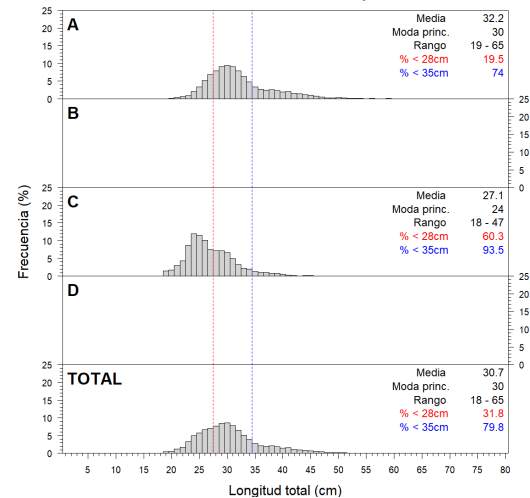 A
Media 32.2
Moda princ. 30
Rango 19 - 65
% < 28cm 19.5
% < 35cm 74
25
20
15
10
5
0
B
25
20
15
10
5
0
C
Media 27.1
Moda princ. 24
Rango 18 - 47
% < 28cm 60.3
% < 35cm 93.5
25
20
15
10
5
0
D
25
20
15
10
5
0
TOTAL
Media 30.7
Moda princ. 30
Rango 18 - 65
% < 28cm 31.8
% < 35cm 79.8
25
20
15
10
5
0
Frecuencia (%)
5 10 15 20 25 30 35 40 45 50 55 60 65 70 75 80
Longitud total (cm)